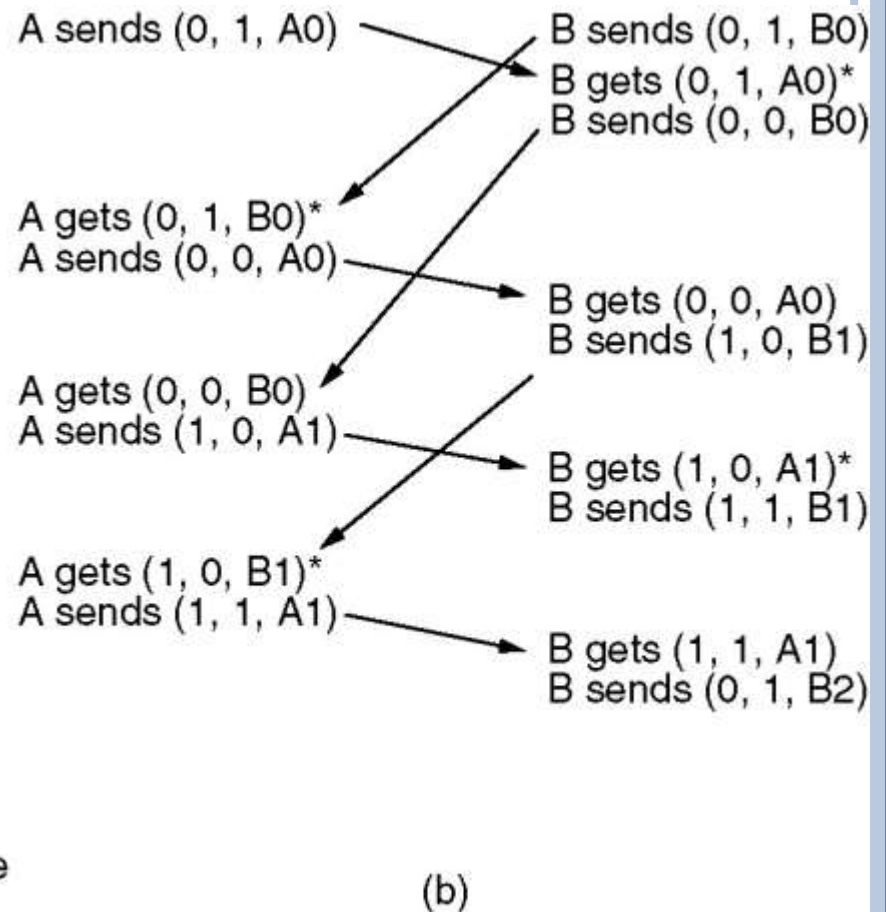 A sends (0, 1, A0)
B sends (0, 1, B0)
B gets (0, 1, A0)*
B sends (0, 0, B0)
A gets (0, 1, B0)*
A sends (0, 0, A0)
B gets (0, 0, A0)
B sends (1, 0, B1)
A gets (0, 0, B0)
A sends (1, 0, A1)
B gets (1, 0, A1)*
B sends (1, 1, B1)
A gets (1, 0, B1)*
A sends (1, 1, A1)
B gets (1, 1, A1)
B sends (0, 1, B2)
e
(b)